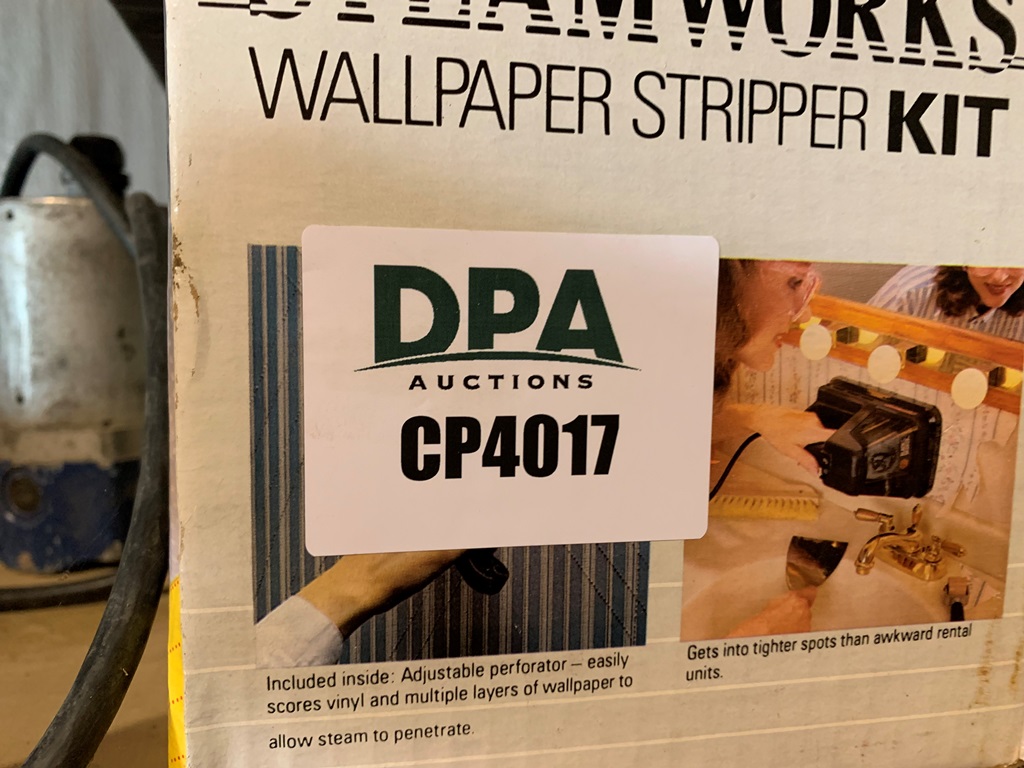 STEAMWORKS
WALLPAPER STRIPPER KIT
DPA
AUCTIONS
CP4017
Included inside: Adjustable perforator – easily
scores vinyl and multiple layers of wallpaper to
allow steam to penetrate.
Gets into tighter spots than awkward rental
units.